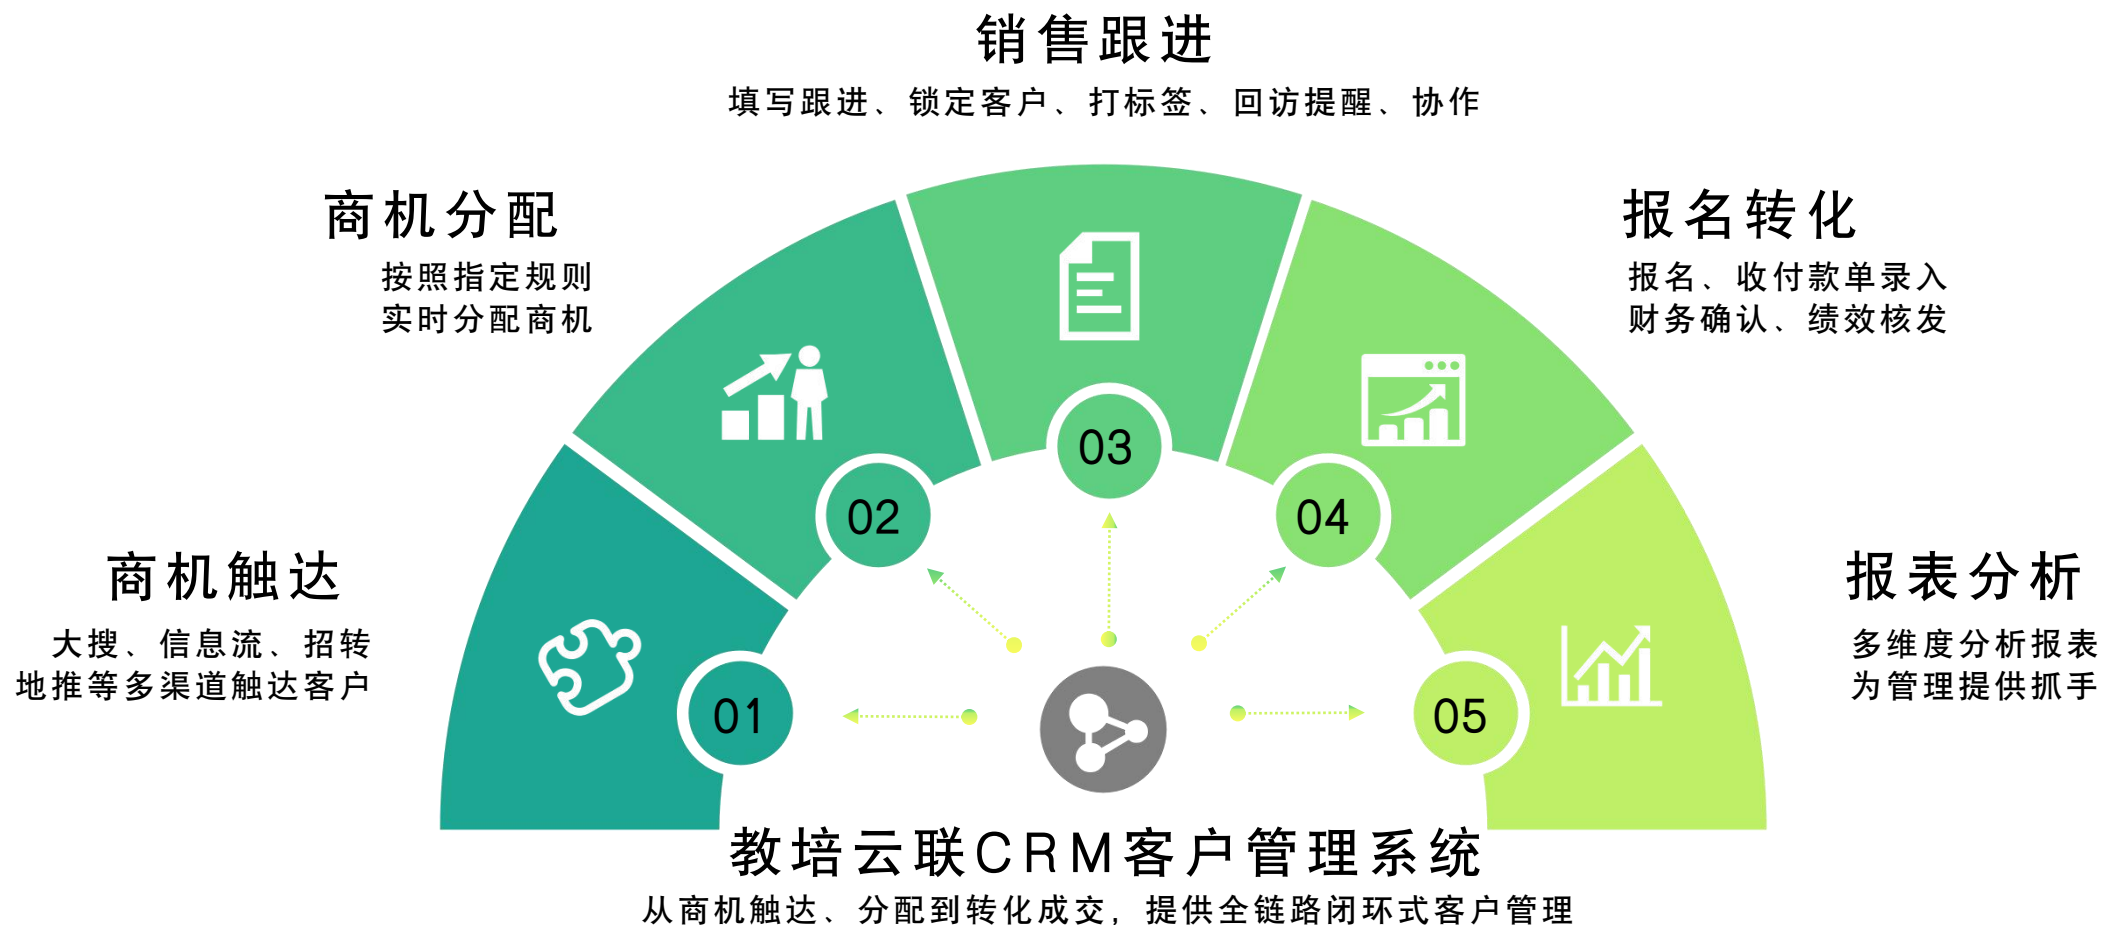 销售跟进
填写跟进、锁定客户、打标签、回访提醒、协作
商机分配
按照指定规则
实时分配商机
报名转化
报名、收付款单录入
财务确认、绩效核发
商机触达
大搜、信息流、招转
地推等多渠道触达客户
报表分析
多维度分析报表
为管理提供抓手
01
02
03
04
05
教培云联CRM客户管理系统
从商机触达、分配到转化成交，提供全链路闭环式客户管理